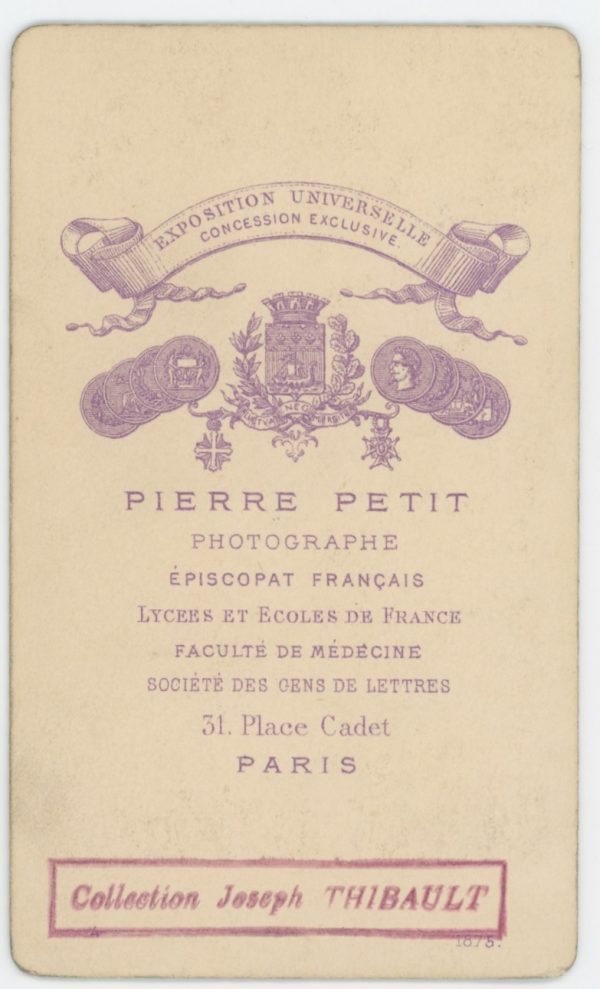 EXPOSITION UNIVERSELLE
CONCESSION EXCLUSIVE.
PIERRE PETIT
PHOTOGRAPHE
ÉPISCOPAT FRANÇAIS
LYCEES ET ECOLES DE FRANCE
FACULTÉ DE MÉDECINE
SOCIÉTÉ DES GENS DE LETTRES
31. Place Cadet
PARIS
Collection Joseph THIBAULT
1875.